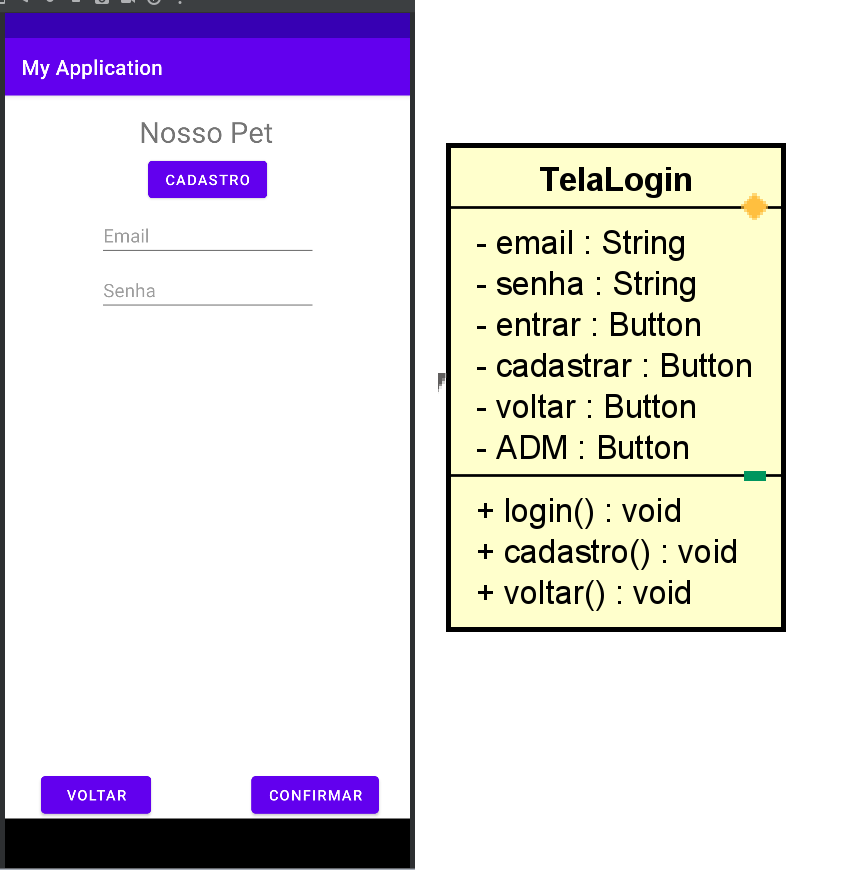 My Application
Nosso Pet
CADASTRO
Email
Senha
VOLTAR
CONFIRMAR
TelaLogin
- email : String
- senha : String
- entrar : Button
- cadastrar : Button
- voltar : Button
- ADM : Button
+ login() : void
+ cadastro() : void
+ voltar() : void